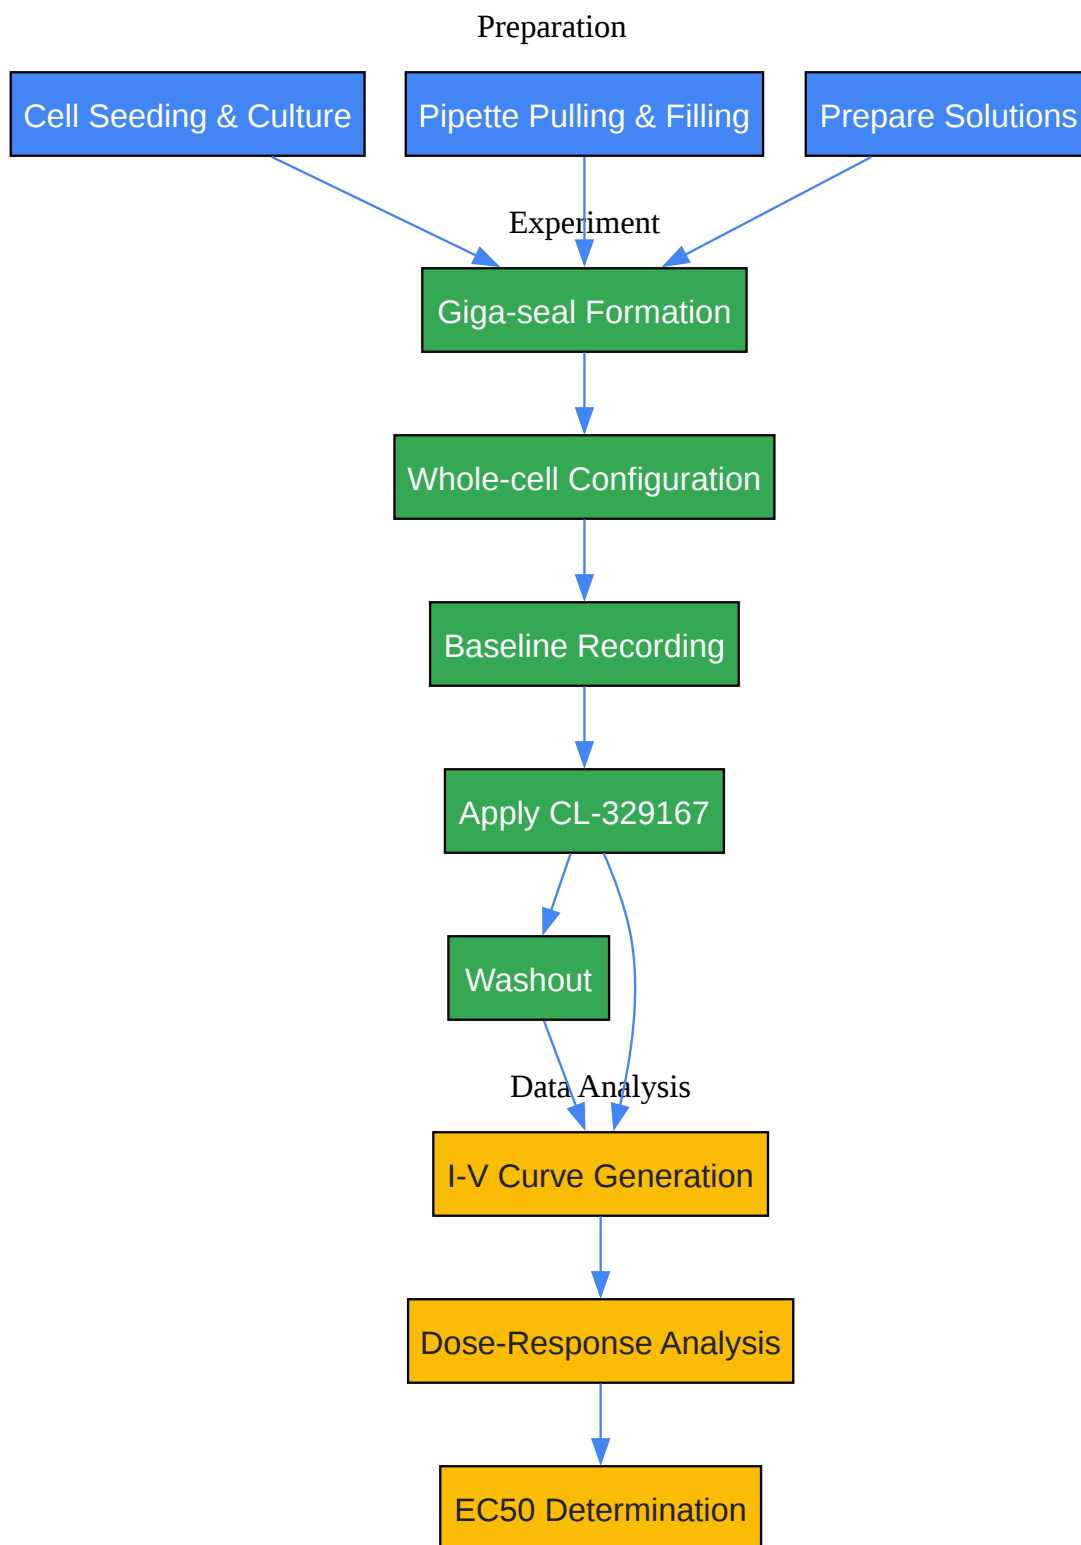 Preparation
Cell Seeding & Culture
Pipette Pulling & Filling
Prepare Solutions
Experiment
Giga-seal Formation
Whole-cell Configuration
Baseline Recording
Apply CL-329167
Washout
Data Analysis
I-V Curve Generation
Dose-Response Analysis
EC50 Determination